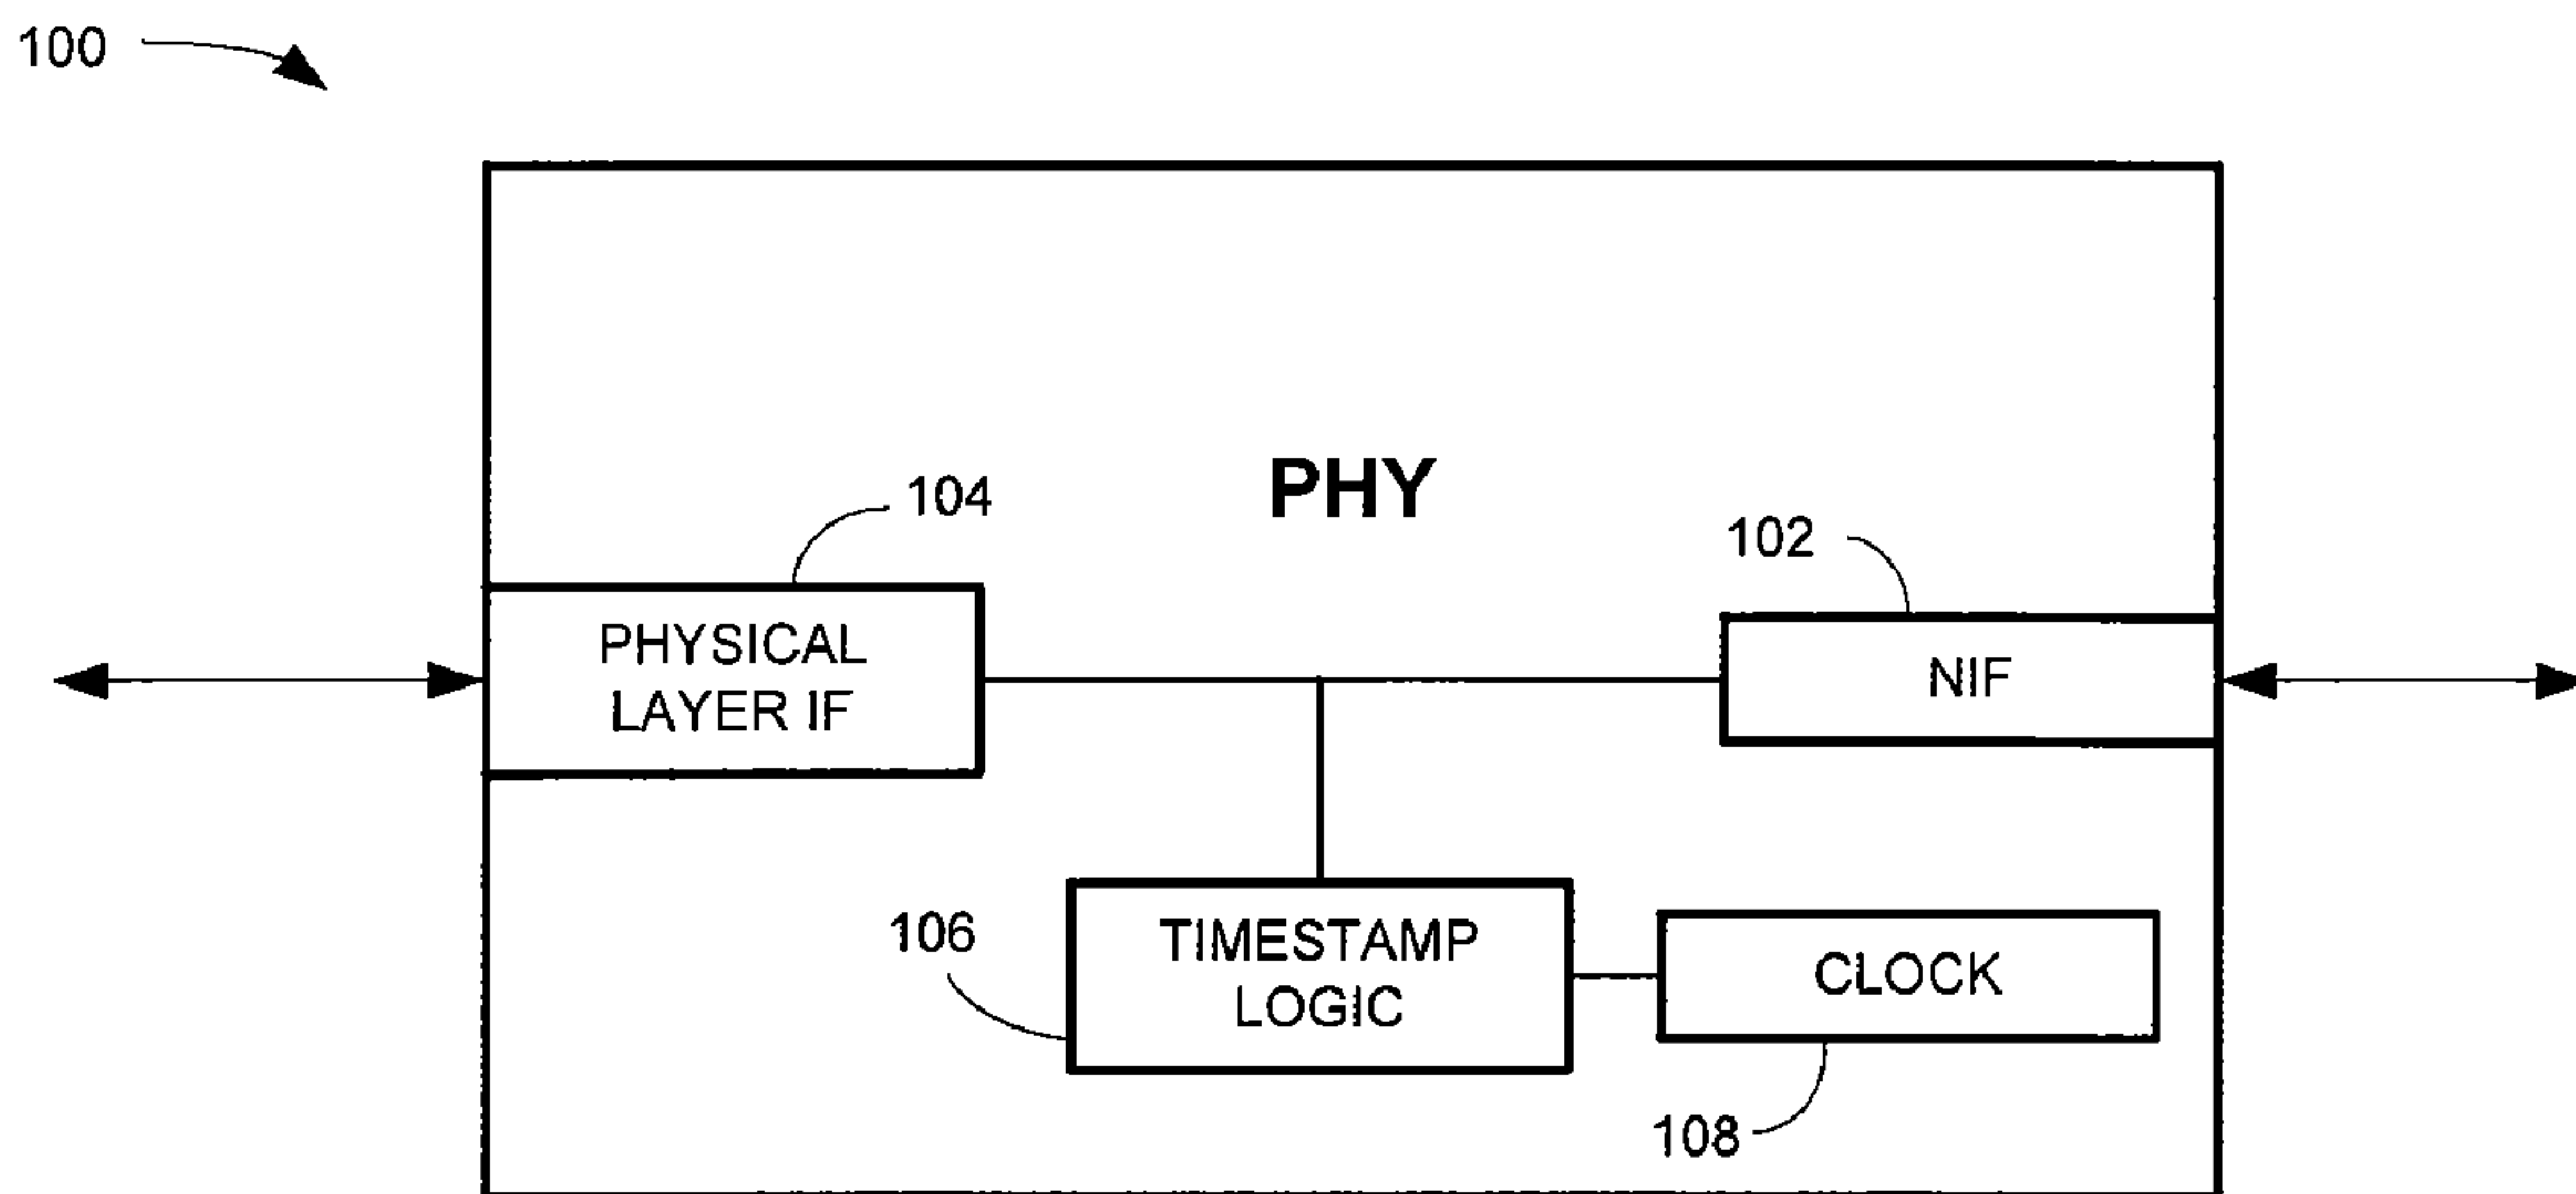 100
PHY
104
102
PHYSICAL
LAYER IF
NIF
106
TIMESTAMP
LOGIC
CLOCK
108